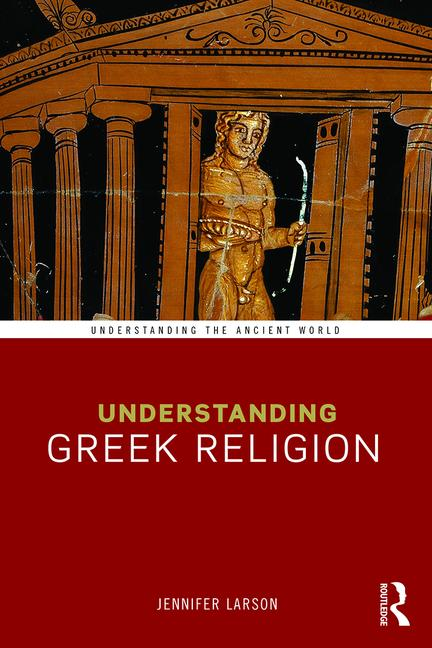 UNDERSTANDING THE ANCIENT WORLD
UNDERSTANDING
GREEK RELIGION
JENNIFER LARSON
ROUTLEDGE